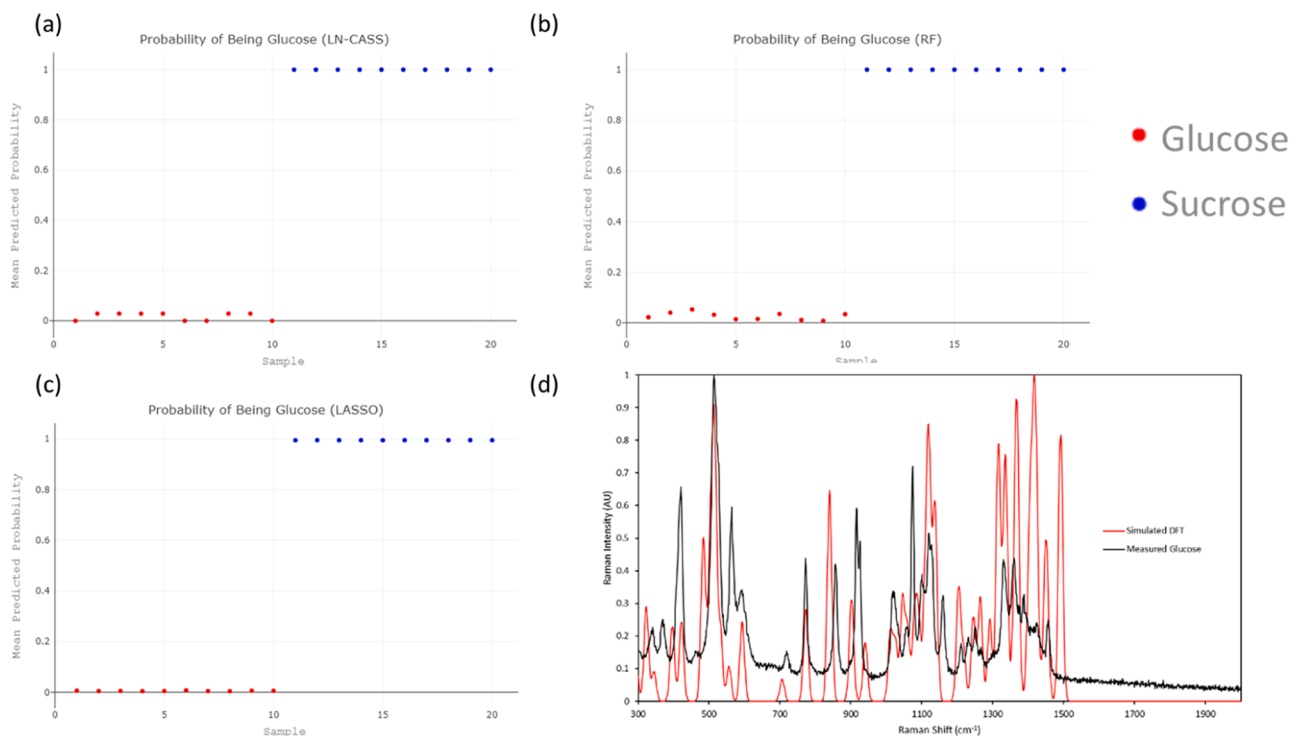 (a)
Probability of Being Glucose (LN-CASS)
Mean Predicted Probability
1
0.8
0.6
0.4
0.2
0
0 5 10 15 20
Sample
(b)
Probability of Being Glucose (RF)
Mean Predicted Probability
1
0.8
0.6
0.4
0.2
0
0 5 10 15 20
Sample
Glucose
Sucrose
(c)
Probability of Being Glucose (LASSO)
Mean Predicted Probability
1
0.8
0.6
0.4
0.2
0
0 5 10 15 20
Sample
(d)
Raman Intensity (AU)
1
0.9
0.8
0.7
0.6
0.5
0.4
0.3
0.2
0.1
0
300 500 700 900 1100 1300 1500 1700 1900
Raman Shift (cm⁻¹)
Simulated DFT
Measured Glucose